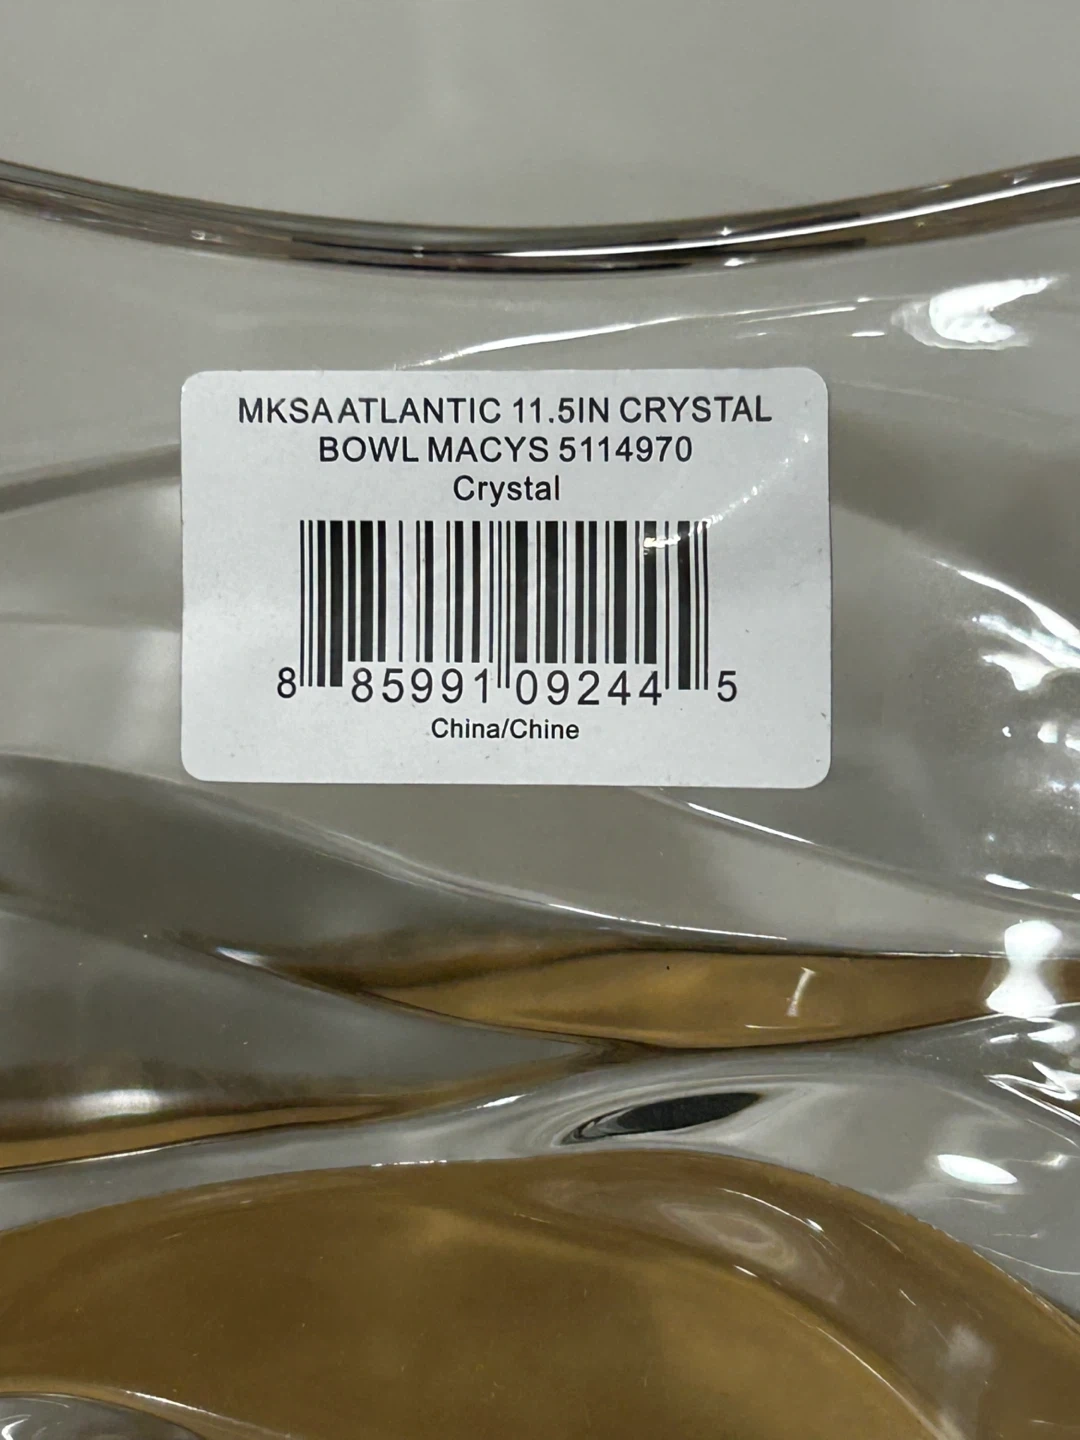 MKSA ATLANTIC 11.5IN CRYSTAL
BOWL MACYS 5114970
Crystal
8 85991 09244 5
China/Chine